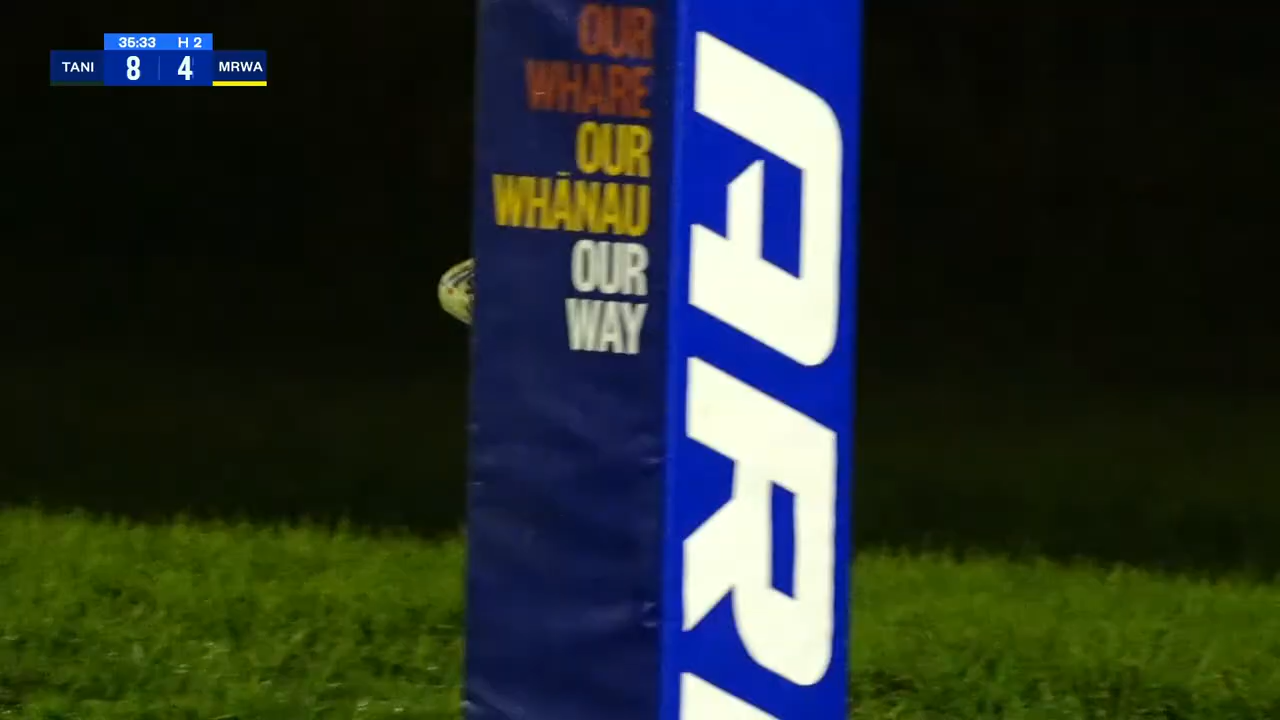 35:33 H 2
TANI 8 4 MRWA
OUR
WHARE
OUR
WHĀNAU
OUR
WAY